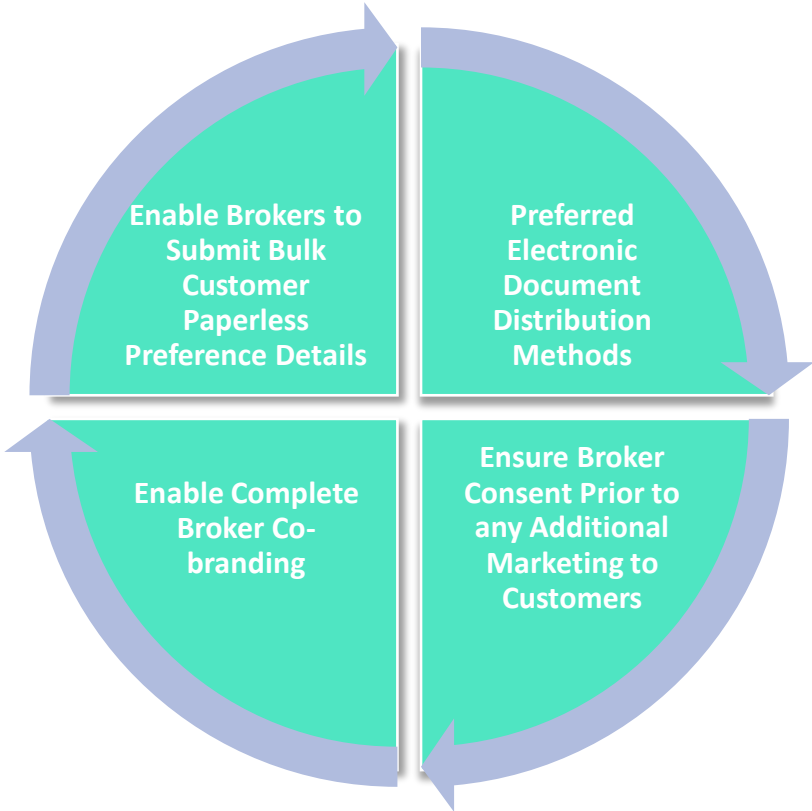 Enable Brokers to
Submit Bulk
Customer
Paperless
Preference Details
Preferred
Electronic
Document
Distribution
Methods
Enable Complete
Broker Co-
branding
Ensure Broker
Consent Prior to
any Additional
Marketing to
Customers